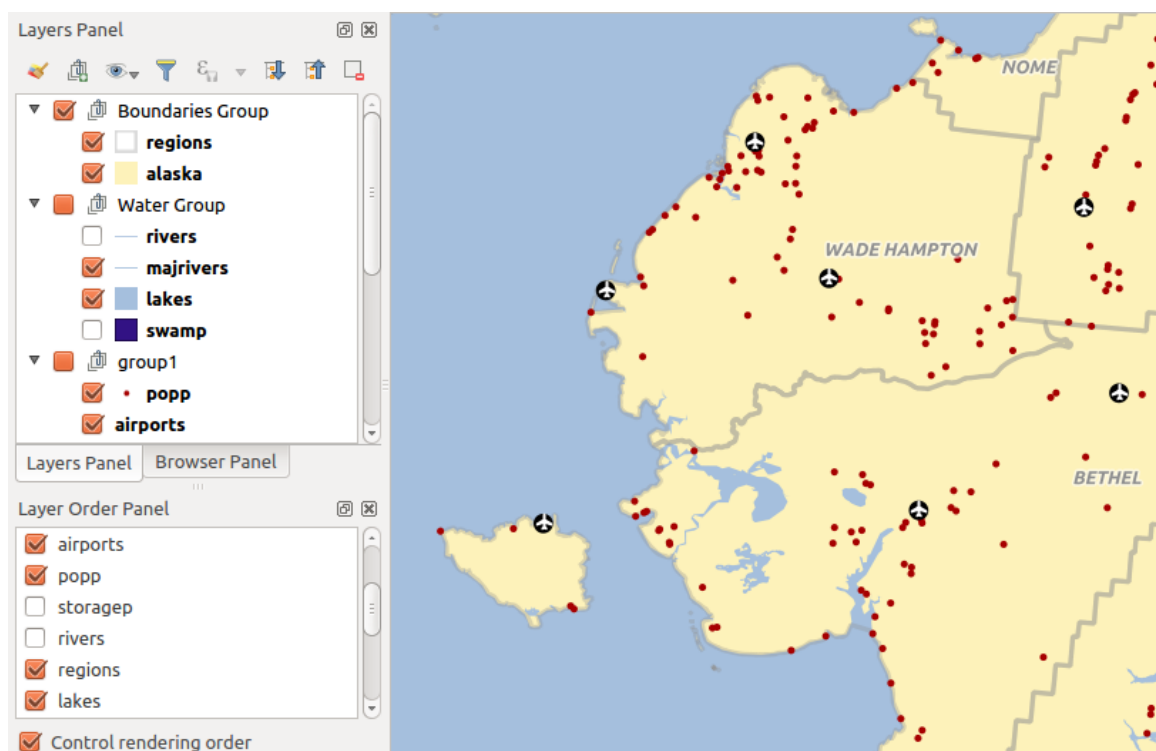 Layers Panel
Boundaries Group
regions
alaska
Water Group
rivers
majrivers
lakes
swamp
group1
popp
airports
Layers Panel
Browser Panel
Layer Order Panel
airports
popp
storagep
rivers
regions
lakes
Control rendering order
NOME
WADE HAMPTON
BETHEL